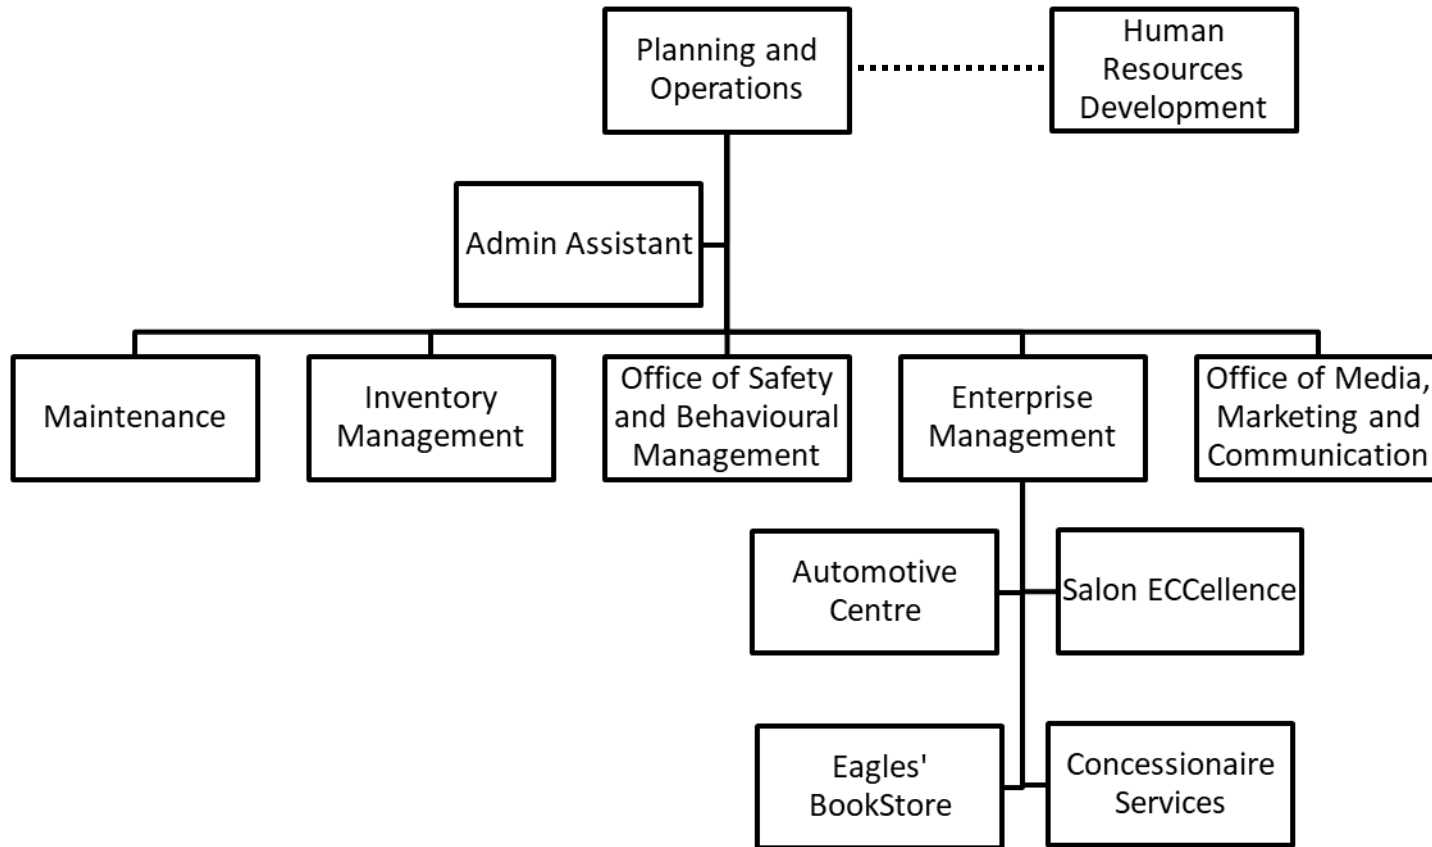 Planning and
Operations
Human
Resources
Development
Admin Assistant
Maintenance
Inventory
Management
Office of Safety
and Behavioural
Management
Enterprise
Management
Office of Media,
Marketing and
Communication
Automotive
Centre
Salon ECCellence
Eagles'
BookStore
Concessionaire
Services